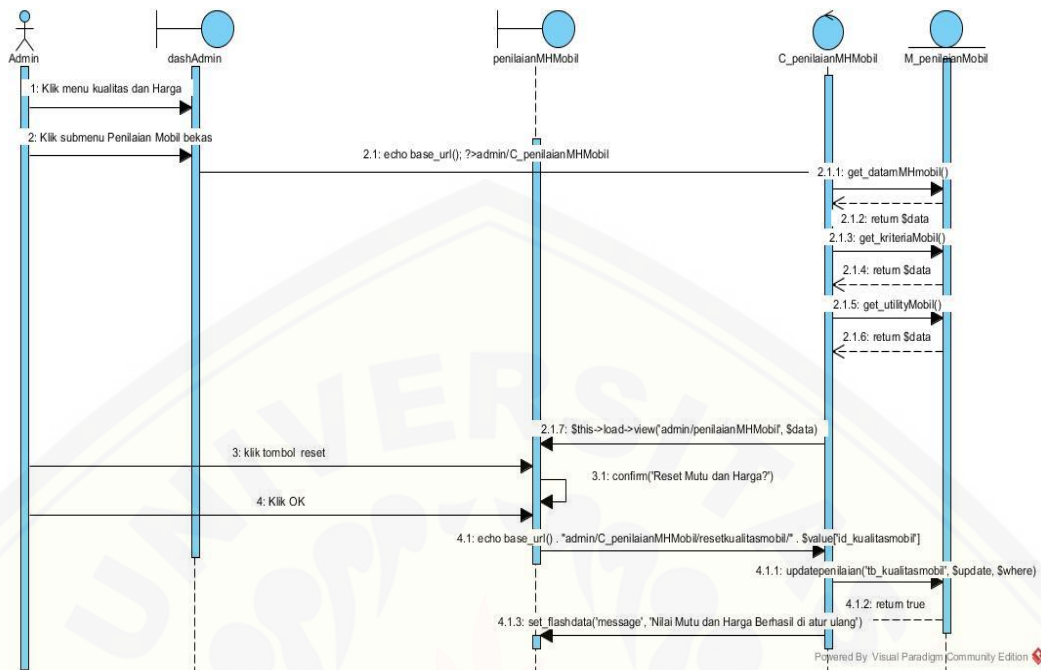 Admin
dashAdmin
penilaianMHMobil
C_penilaianMHMobil
M_penilaianMobil
1: Klik menu kualitas dan Harga
2: Klik submenu Penilaian Mobil bekas
2.1: echo base_url(); ?>admin/C_penilaianMHMobil
2.1.1: get_datamMHmobil()
2.1.2: return $data
2.1.3: get_kriteriaMobil()
2.1.4: return $data
2.1.5: get_utilityMobil()
2.1.6: return $data
2.1.7: $this->load->view('admin/penilaianMHMobil', $data)
3: klik tombol reset
3.1: confirm('Reset Mutu dan Harga?')
4: Klik OK
4.1: echo base_url() . "admin/C_penilaianMHMobil/resetkualitasmobil/" . $value['id_kualitasmobil']
4.1.1: updatepenilaian('tb_kualitasmobil', $update, $where)
4.1.2: return true
4.1.3: set_flashdata('message', 'Nilai Mutu dan Harga Berhasil di atur ulang')
UNIVERSITAS
Powered By Visual Paradigm Community Edition